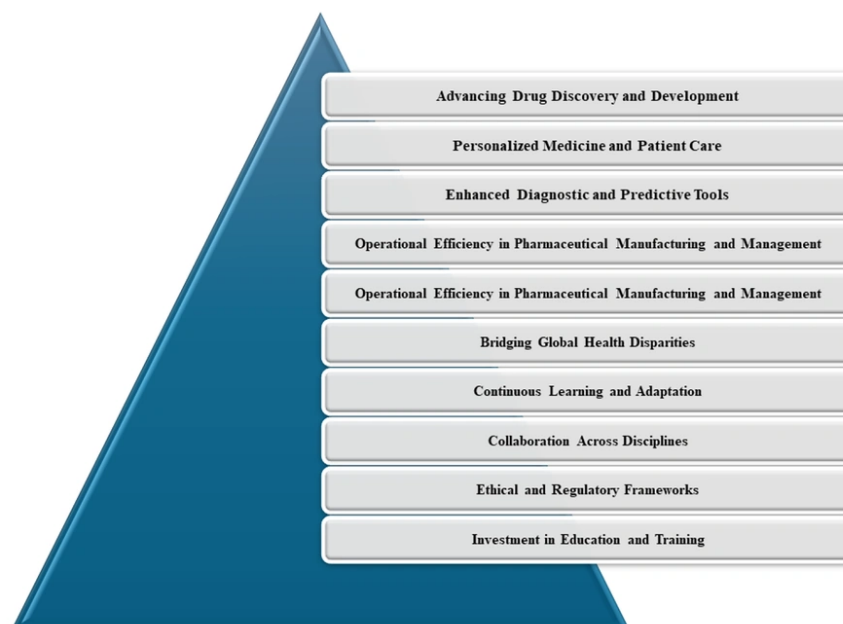 Advancing Drug Discovery and Development
Personalized Medicine and Patient Care
Enhanced Diagnostic and Predictive Tools
Operational Efficiency in Pharmaceutical Manufacturing and Management
Operational Efficiency in Pharmaceutical Manufacturing and Management
Bridging Global Health Disparities
Continuous Learning and Adaptation
Collaboration Across Disciplines
Ethical and Regulatory Frameworks
Investment in Education and Training